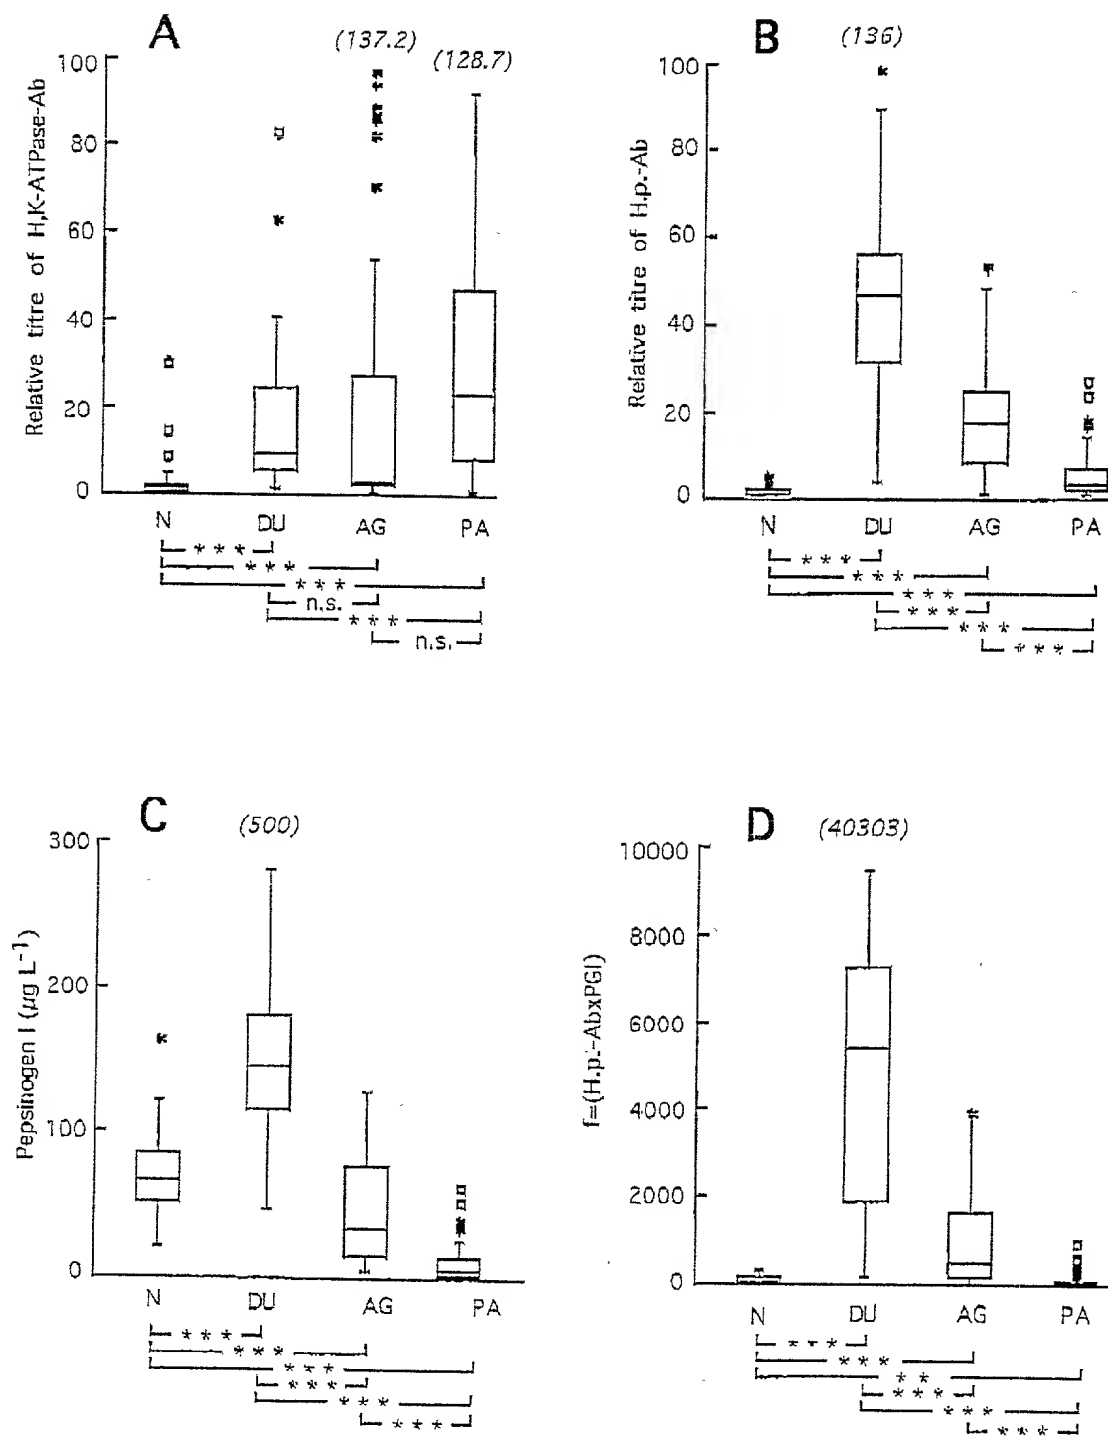 A
(137.2)
(128.7)
Relative titre of H,K-ATPase-Ab
100
80
60
40
20
0
N DU AG PA
* * *
* * *
* * *
n.s.
* * *
n.s.
B
(136)
Relative titre of H.p.-Ab
100
80
60
40
20
0
N DU AG PA
* * *
* * *
* * *
* * *
* * *
* * *
C
(500)
Pepsinogen I (µg L⁻¹)
300
200
100
0
N DU AG PA
* * *
* * *
* * *
* * *
* * *
* * *
D
(40303)
f=(H.p.-AbxPGI)
10000
8000
6000
4000
2000
0
N DU AG PA
* * *
* * *
* *
* * *
* * *
* * *